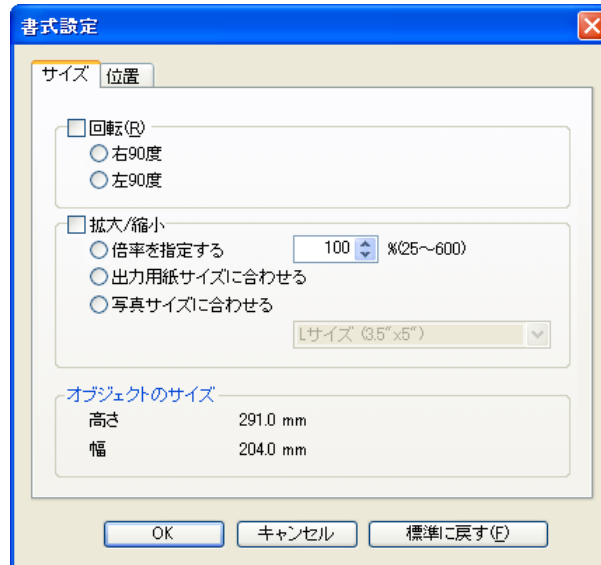 書式設定
サイズ 位置
回転(R)
右90度
左90度
拡大/縮小
倍率を指定する 100 %(25～600)
出力用紙サイズに合わせる
写真サイズに合わせる
Lサイズ (3.5"x5")
オブジェクトのサイズ
高さ 291.0 mm
幅 204.0 mm
OK キャンセル 標準に戻す(F)